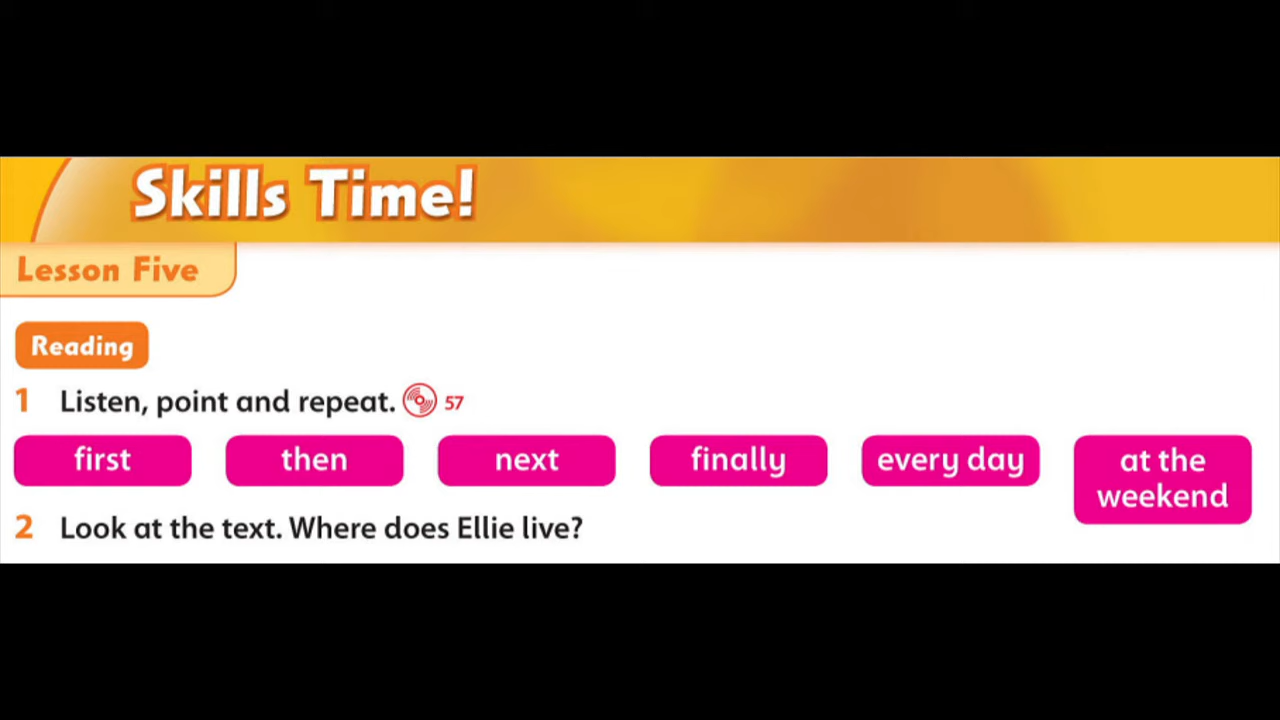 Skills Time!
Lesson Five
Reading
1 Listen, point and repeat. 57
first then next finally every day at the weekend
2 Look at the text. Where does Ellie live?